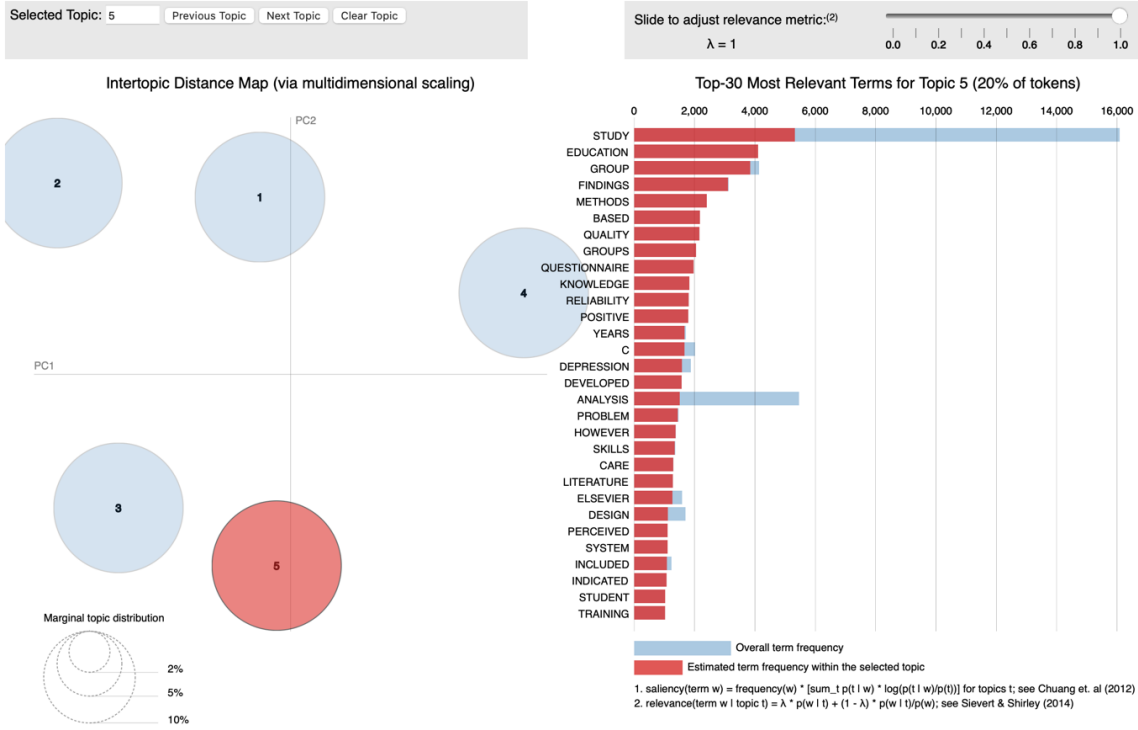 Selected Topic: 5 Previous Topic Next Topic Clear Topic
Slide to adjust relevance metric:(2)
λ = 1
0.0 0.2 0.4 0.6 0.8 1.0
Intertopic Distance Map (via multidimensional scaling)
PC2
2
1
4
PC1
3
5
Marginal topic distribution
2%
5%
10%
Top-30 Most Relevant Terms for Topic 5 (20% of tokens)
0 2,000 4,000 6,000 8,000 10,000 12,000 14,000 16,000
STUDY
EDUCATION
GROUP
FINDINGS
METHODS
BASED
QUALITY
GROUPS
QUESTIONNAIRE
KNOWLEDGE
RELIABILITY
POSITIVE
YEARS
C
DEPRESSION
DEVELOPED
ANALYSIS
PROBLEM
HOWEVER
SKILLS
CARE
LITERATURE
ELSEVIER
DESIGN
PERCEIVED
SYSTEM
INCLUDED
INDICATED
STUDENT
TRAINING
Overall term frequency
Estimated term frequency within the selected topic
1. saliency(term w) = frequency(w) * [sum_t p(t | w) * log(p(t | w)/p(t))] for topics t; see Chuang et. al (2012)
2. relevance(term w | topic t) = λ * p(w | t) + (1 - λ) * p(w | t)/p(w); see Sievert & Shirley (2014)